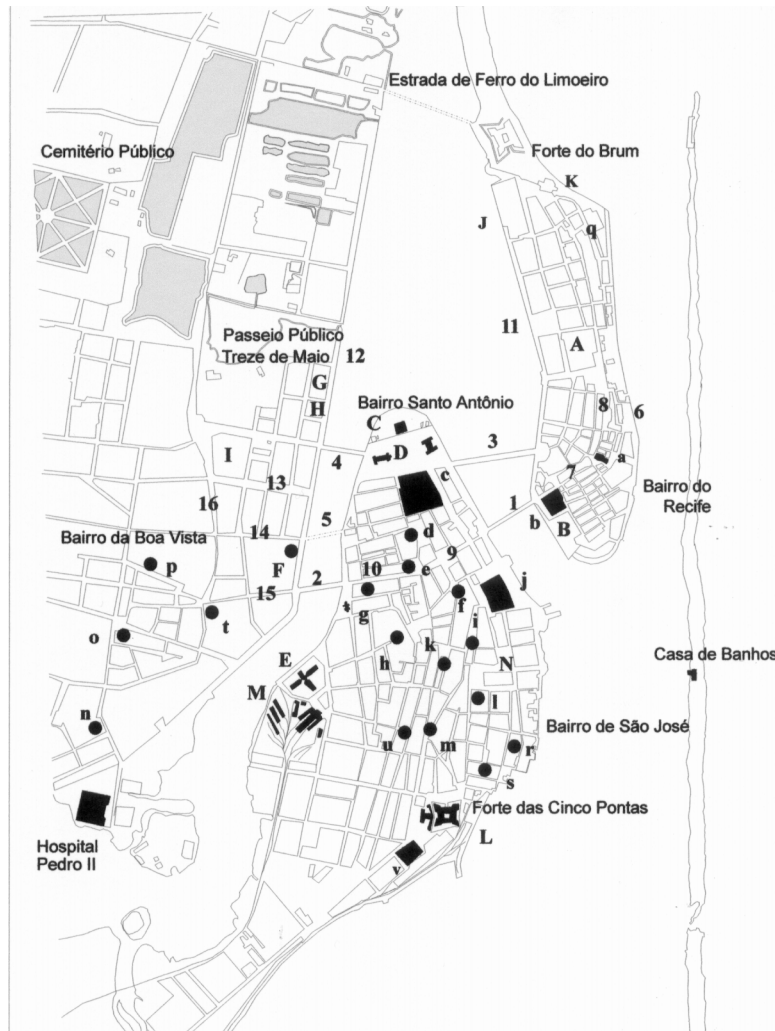 Estrada de Ferro do Limoeiro
Cemitério Público
Forte do Brum
K
J
q
11
A
Passeio Público
Treze de Maio
12
G
H
8
6
Bairro Santo Antônio
C
D
3
I
4
c
7
a
13
16
1
Bairro do
Recife
b
B
5
14
Bairro da Boa Vista
d
9
F
p
10
e
2
15
j
f
g
t
i
o
h
k
E
N
Casa de Banhos
M
l
n
Bairro de São José
u
m
r
s
Forte das Cinco Pontas
L
Hospital
Pedro II
v